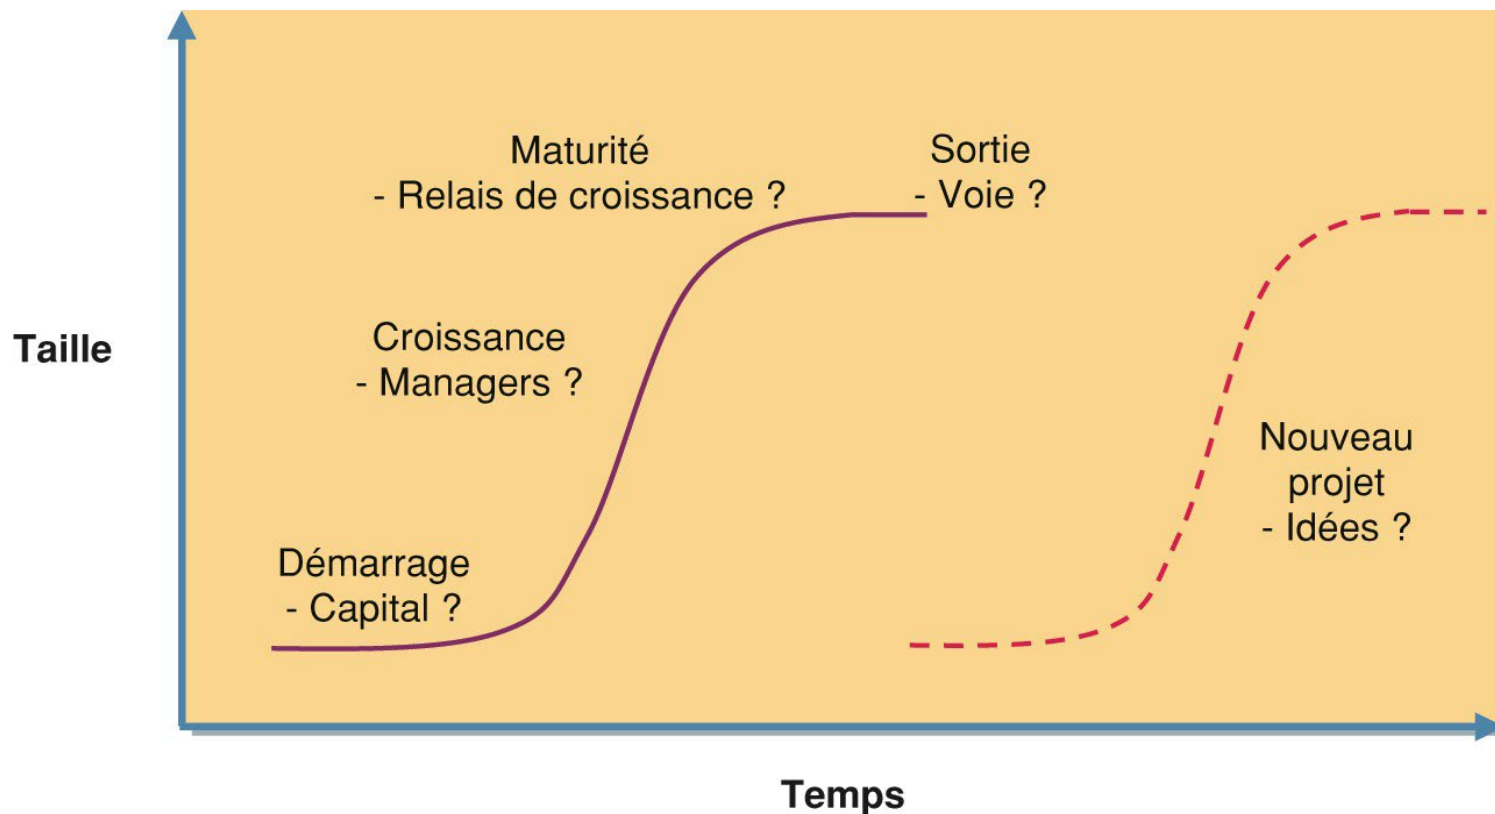 Maturité
- Relais de croissance ?
Sortie
- Voie ?
Taille
Croissance
- Managers ?
Nouveau
projet
- Idées ?
Démarrage
- Capital ?
Temps